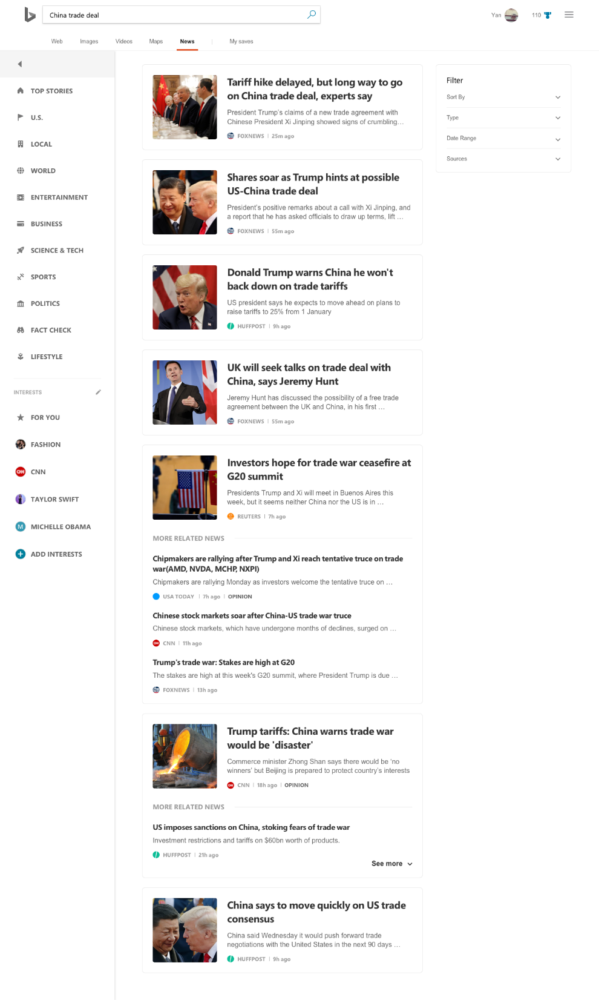 China trade deal
Yan
110
Web
Images
Videos
Maps
News
My saves
TOP STORIES
U.S.
LOCAL
WORLD
ENTERTAINMENT
BUSINESS
SCIENCE & TECH
SPORTS
POLITICS
FACT CHECK
LIFESTYLE
INTERESTS
FOR YOU
FASHION
CNN
CNN
TAYLOR SWIFT
M
MICHELLE OBAMA
ADD INTERESTS
Tariff hike delayed, but long way to go
on China trade deal, experts say
President Trump's claims of a new trade agreement with
Chinese President Xi Jinping showed signs of crumbling...
FOXNEWS | 25m ago
Shares soar as Trump hints at possible
US-China trade deal
President's positive remarks about a call with Xi Jinping, and
a report that he has asked officials to draw up terms, lift ...
FOXNEWS | 55m ago
Donald Trump warns China he won't
back down on trade tariffs
US president says he expects to move ahead on plans to
raise tariffs to 25% from 1 January
HUFFPOST | 9h ago
UK will seek talks on trade deal with
China, says Jeremy Hunt
Jeremy Hunt has discussed the possibility of a free trade
agreement between the UK and China, in his first ...
FOXNEWS | 55m ago
Investors hope for trade war ceasefire at
G20 summit
Presidents Trump and Xi will meet in Buenos Aires this
week, but it seems neither China nor the US is in ...
REUTERS | 7h ago
MORE RELATED NEWS
Chipmakers are rallying after Trump and Xi reach tentative truce on trade
war(AMD, NVDA, MCHP, NXPI)
Chipmakers are rallying Monday as investors welcome the tentative truce on ...
USA TODAY | 7h ago | OPINION
Chinese stock markets soar after China-US trade war truce
Chinese stock markets, which have undergone months of declines, surged on ...
CNN CNN | 11h ago
Trump's trade war: Stakes are high at G20
The stakes are high at this week's G20 summit, where President Trump is due ...
FOXNEWS | 13h ago
Trump tariffs: China warns trade war
would be 'disaster'
Commerce minister Zhong Shan says there would be 'no
winners' but Beijing is prepared to protect country's interests
CNN CNN | 18h ago | OPINION
MORE RELATED NEWS
US imposes sanctions on China, stoking fears of trade war
Investment restrictions and tariffs on $60bn worth of products.
HUFFPOST | 21h ago
See more
China says to move quickly on US trade
consensus
China said Wednesday it would push forward trade
negotiations with the United States in the next 90 days ...
HUFFPOST | 9h ago
Filter
Sort By
Type
Date Range
Sources